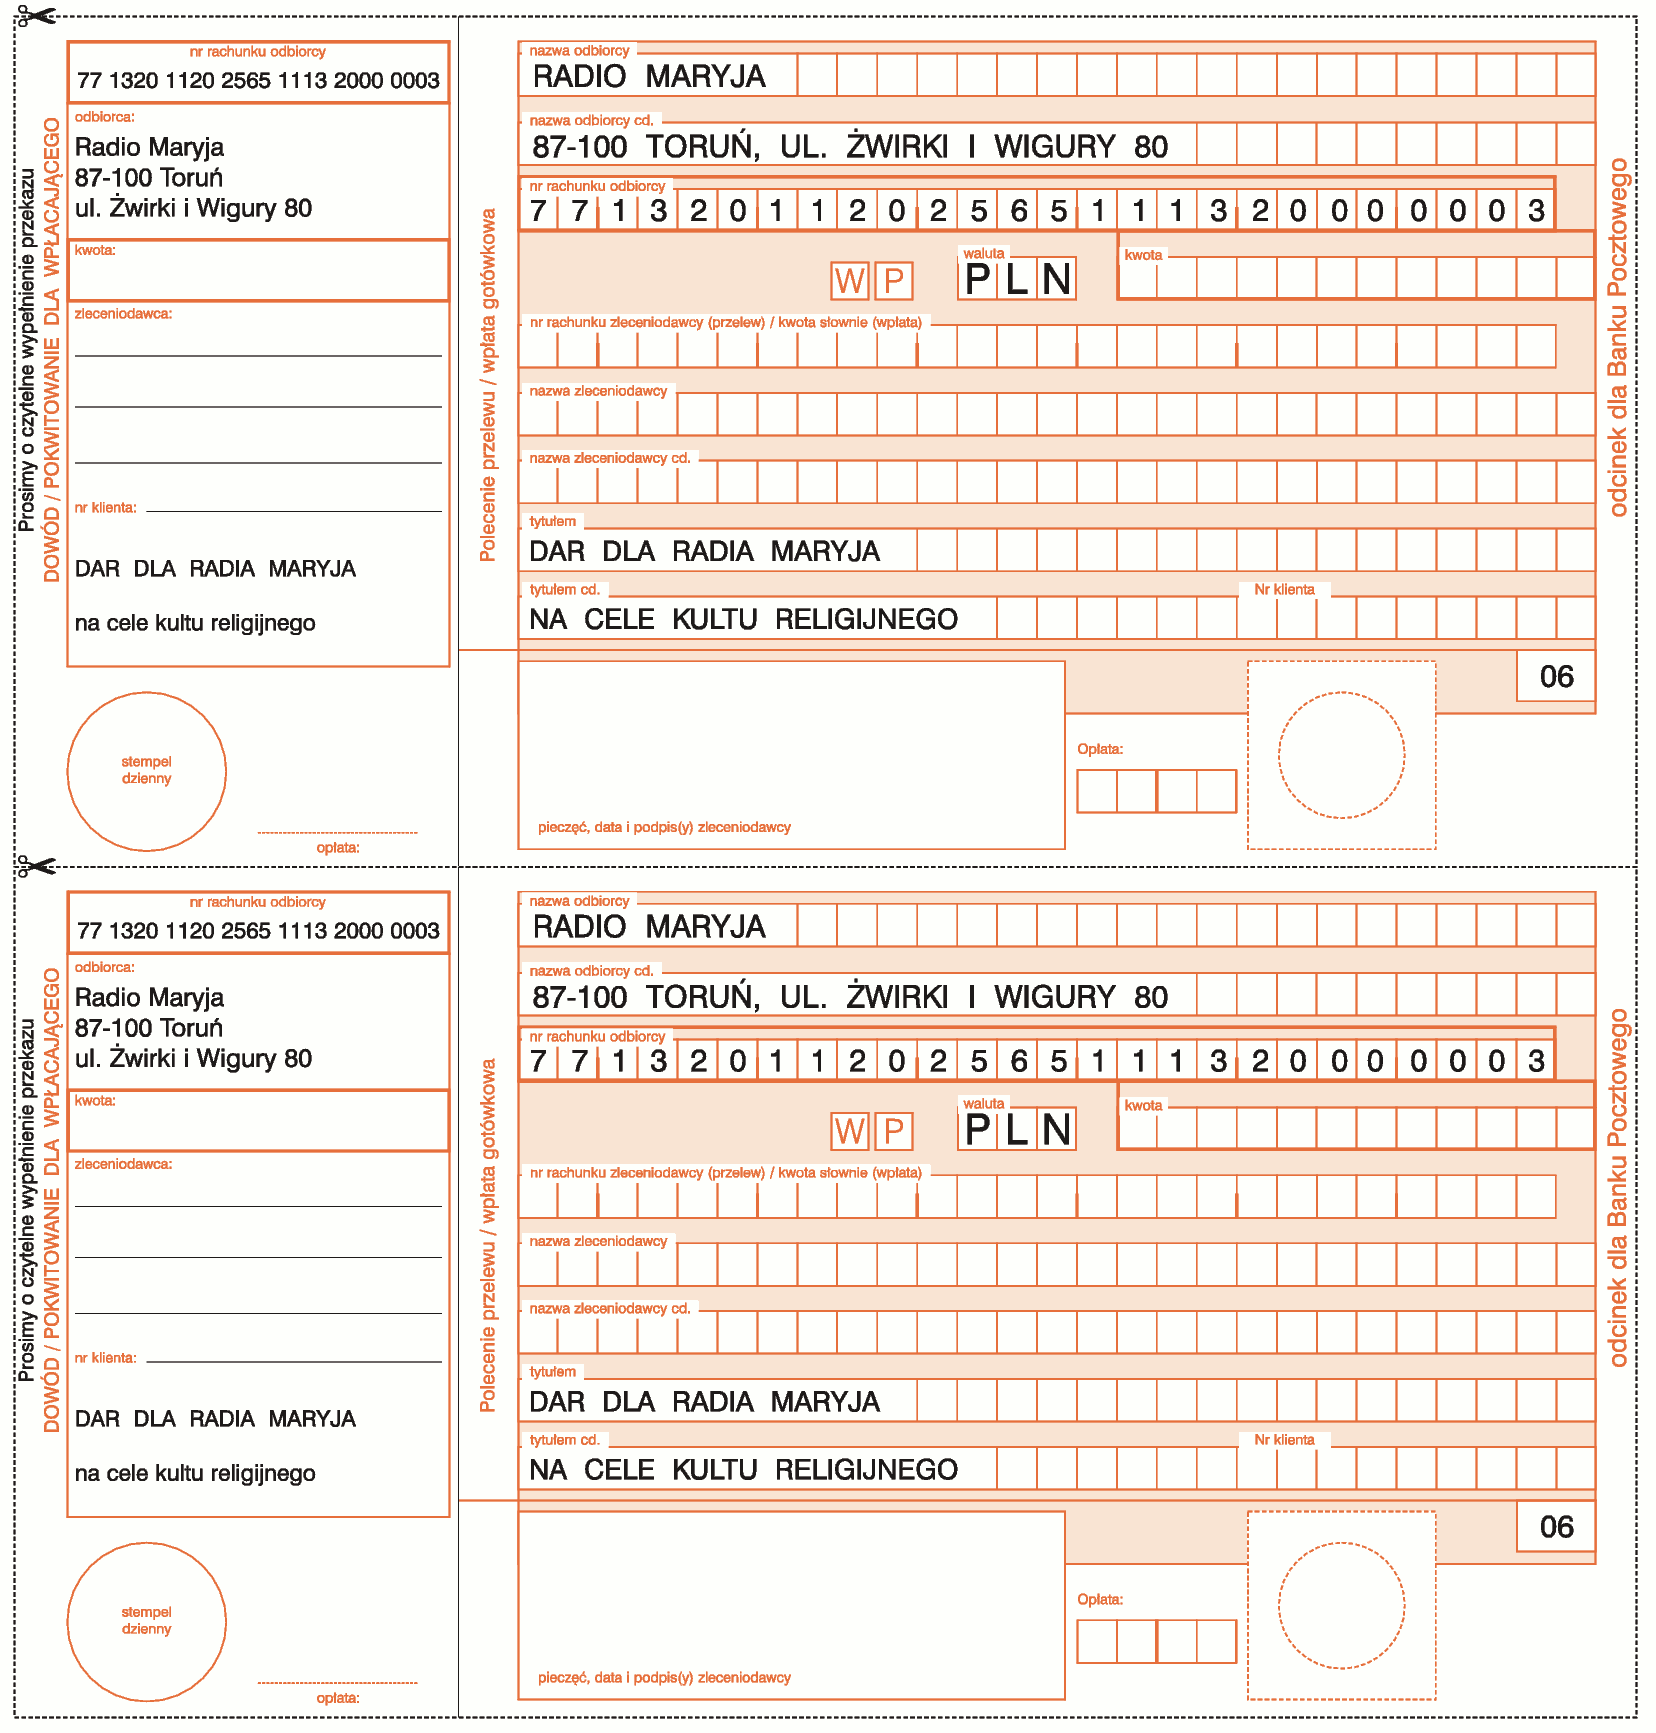 Prosimy o czytelne wypełnienie przekazu
DOWÓD / POKWITOWANIE DLA WPŁACAJĄCEGO
nr rachunku odbiorcy
77 1320 1120 2565 1113 2000 0003
odbiorca:
Radio Maryja
87-100 Toruń
ul. Żwirki i Wigury 80
kwota:
zleceniodawca:
nr klienta:
DAR DLA RADIA MARYJA
na cele kultu religijnego
stempel
dzienny
opłata:
Polecenie przelewu / wpłata gotówkowa
nazwa odbiorcy
RADIO MARYJA
nazwa odbiorcy cd.
87-100 TORUŃ, UL. ŻWIRKI I WIGURY 80
nr rachunku odbiorcy
7 7 1 3 2 0 1 1 2 0 2 5 6 5 1 1 1 3 2 0 0 0 0 0 0 3
W P
waluta
PLN
kwota
nr rachunku zleceniodawcy (przelew) / kwota słownie (wpłata)
nazwa zleceniodawcy
nazwa zleceniodawcy cd.
tytułem
DAR DLA RADIA MARYJA
tytułem cd.
Nr klienta
NA CELE KULTU RELIGIJNEGO
06
Opłata:
pieczęć, data i podpis(y) zleceniodawcy
odcinek dla Banku Pocztowego
Prosimy o czytelne wypełnienie przekazu
DOWÓD / POKWITOWANIE DLA WPŁACAJĄCEGO
nr rachunku odbiorcy
77 1320 1120 2565 1113 2000 0003
odbiorca:
Radio Maryja
87-100 Toruń
ul. Żwirki i Wigury 80
kwota:
zleceniodawca:
nr klienta:
DAR DLA RADIA MARYJA
na cele kultu religijnego
stempel
dzienny
opłata:
Polecenie przelewu / wpłata gotówkowa
nazwa odbiorcy
RADIO MARYJA
nazwa odbiorcy cd.
87-100 TORUŃ, UL. ŻWIRKI I WIGURY 80
nr rachunku odbiorcy
7 7 1 3 2 0 1 1 2 0 2 5 6 5 1 1 1 3 2 0 0 0 0 0 0 3
W P
waluta
PLN
kwota
nr rachunku zleceniodawcy (przelew) / kwota słownie (wpłata)
nazwa zleceniodawcy
nazwa zleceniodawcy cd.
tytułem
DAR DLA RADIA MARYJA
tytułem cd.
Nr klienta
NA CELE KULTU RELIGIJNEGO
06
Opłata:
pieczęć, data i podpis(y) zleceniodawcy
odcinek dla Banku Pocztowego